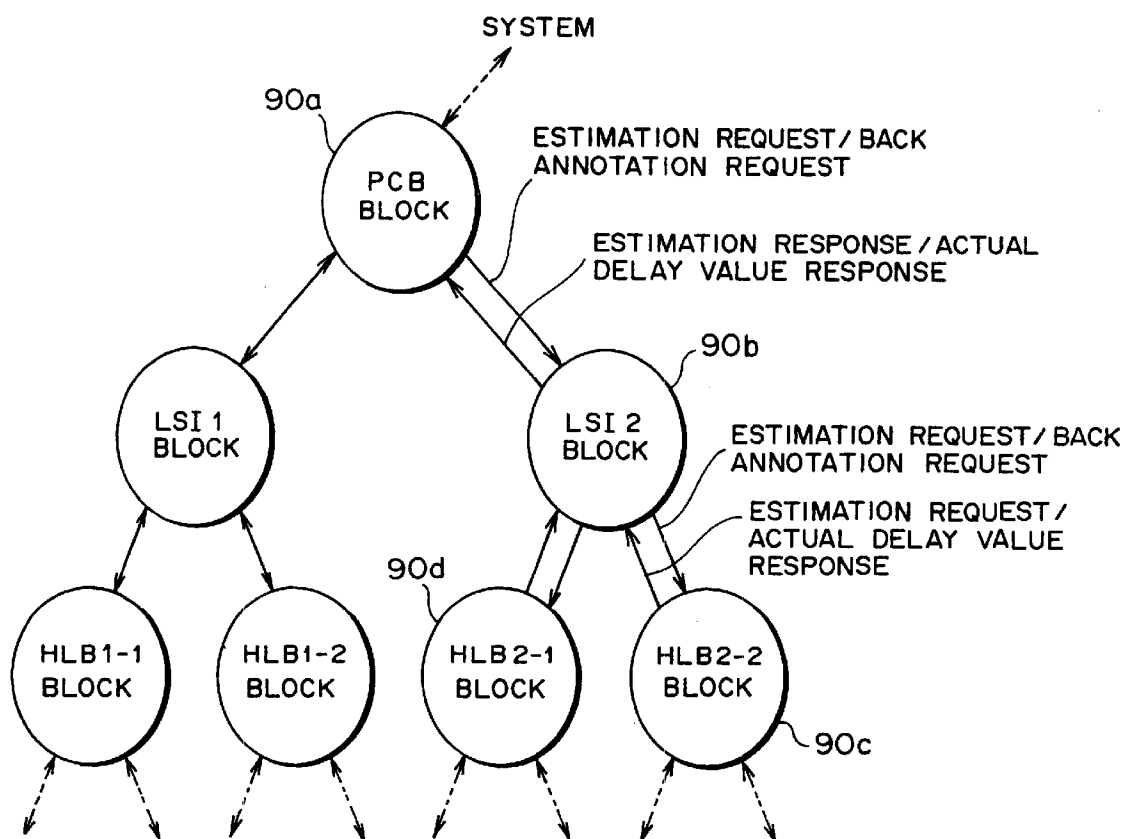 SYSTEM
90a
ESTIMATION REQUEST/BACK
ANNOTATION REQUEST
PCB
BLOCK
ESTIMATION RESPONSE/ACTUAL
DELAY VALUE RESPONSE
90b
LSI 1
BLOCK
LSI 2
BLOCK
ESTIMATION REQUEST/BACK
ANNOTATION REQUEST
ESTIMATION REQUEST/
ACTUAL DELAY VALUE
RESPONSE
90d
HLB1-1
BLOCK
HLB1-2
BLOCK
HLB2-1
BLOCK
HLB2-2
BLOCK
90c